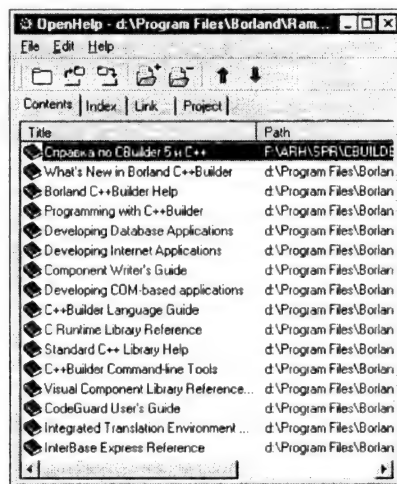 OpenHelp - d:\Program Files\Borland\Ram...
File Edit Help
Contents Index Link Project
Title Path
Справка по CBuilder 5 и C++ F:\ARH\SPR\CBUILDE
What's New in Borland C++Builder d:\Program Files\Borlan
Borland C++Builder Help d:\Program Files\Borlan
Programming with C++Builder d:\Program Files\Borlan
Developing Database Applications d:\Program Files\Borlan
Developing Internet Applications d:\Program Files\Borlan
Component Writer's Guide d:\Program Files\Borlan
Developing COM-based applications d:\Program Files\Borlan
C++Builder Language Guide d:\Program Files\Borlan
C Runtime Library Reference d:\Program Files\Borlan
Standard C++ Library Help d:\Program Files\Borlan
C++Builder Command-line Tools d:\Program Files\Borlan
Visual Component Library Reference... d:\Program Files\Borlan
CodeGuard User's Guide d:\Program Files\Borlan
Integrated Translation Environment ... d:\Program Files\Borlan
InterBase Express Reference d:\Program Files\Borlan